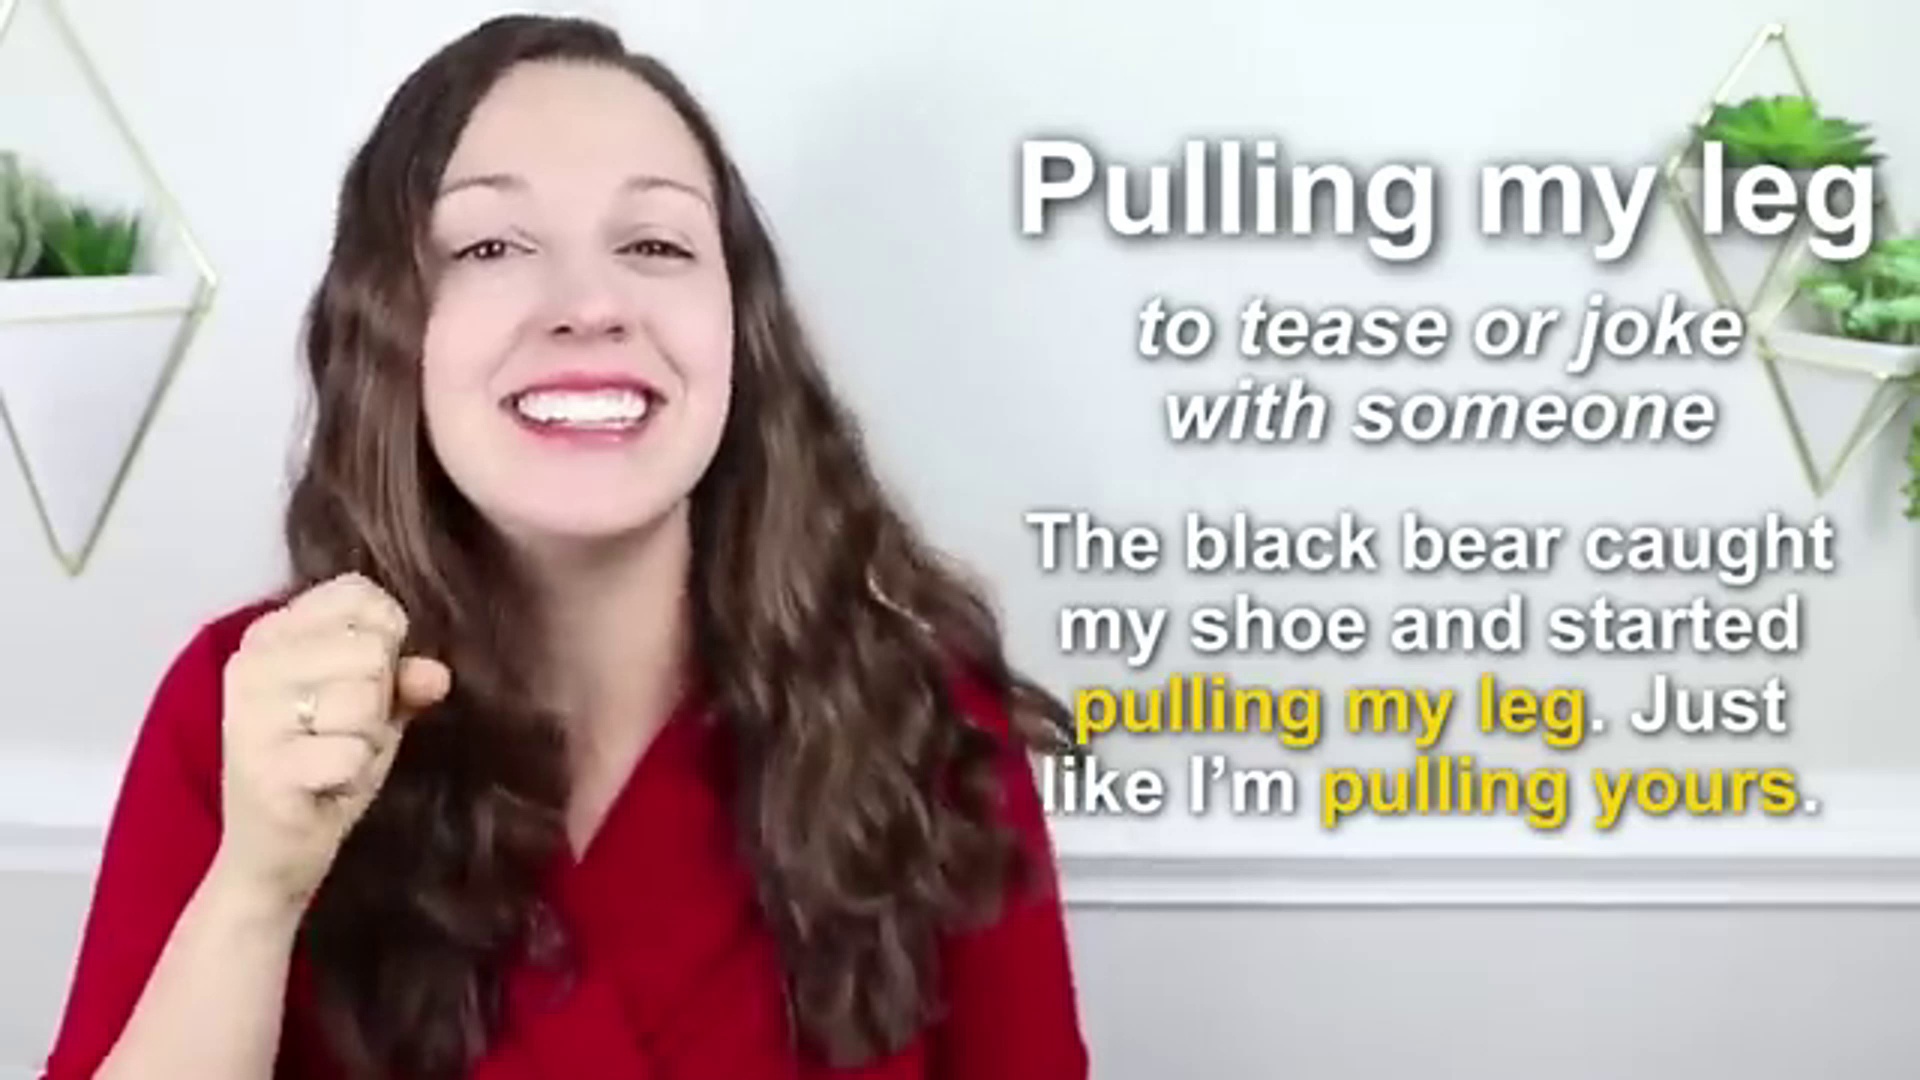 Pulling my leg
to tease or joke
with someone
The black bear caught
my shoe and started
pulling my leg. Just
like I’m pulling yours.